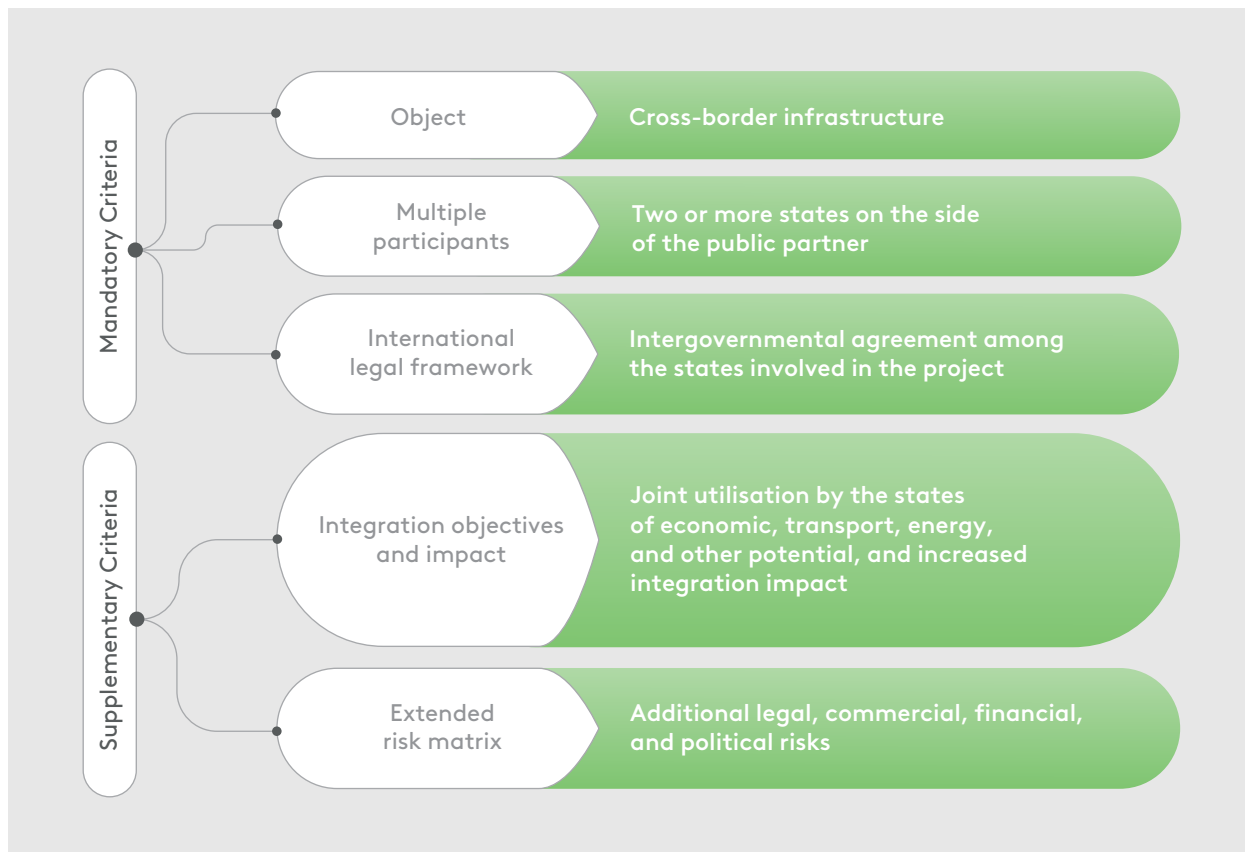 Mandatory Criteria
Object
Cross-border infrastructure
Multiple
participants
Two or more states on the side
of the public partner
International
legal framework
Intergovernmental agreement among
the states involved in the project
Supplementary Criteria
Integration objectives
and impact
Joint utilisation by the states
of economic, transport, energy,
and other potential, and increased
integration impact
Extended
risk matrix
Additional legal, commercial, financial,
and political risks